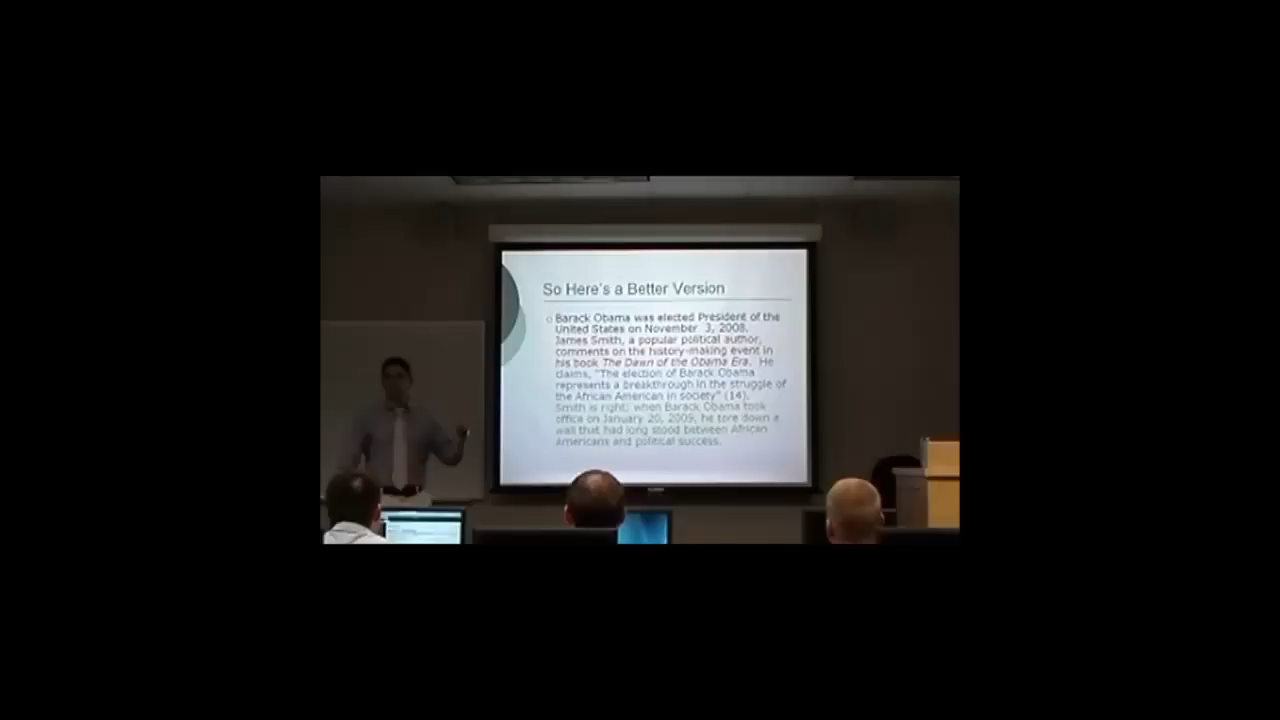 So Here's a Better Version
Barack Obama was elected President of the
United States on November 3, 2008.
James Smith, a popular political author,
comments on the history-making event in
his book The Dawn of the Obama Era. He
claims, "The election of Barack Obama
represents a breakthrough in the struggle of
the African American in society" (14).
Smith is right; when Barack Obama took
office on January 20, 2009, he tore down a
wall that had long stood between African
Americans and political success.